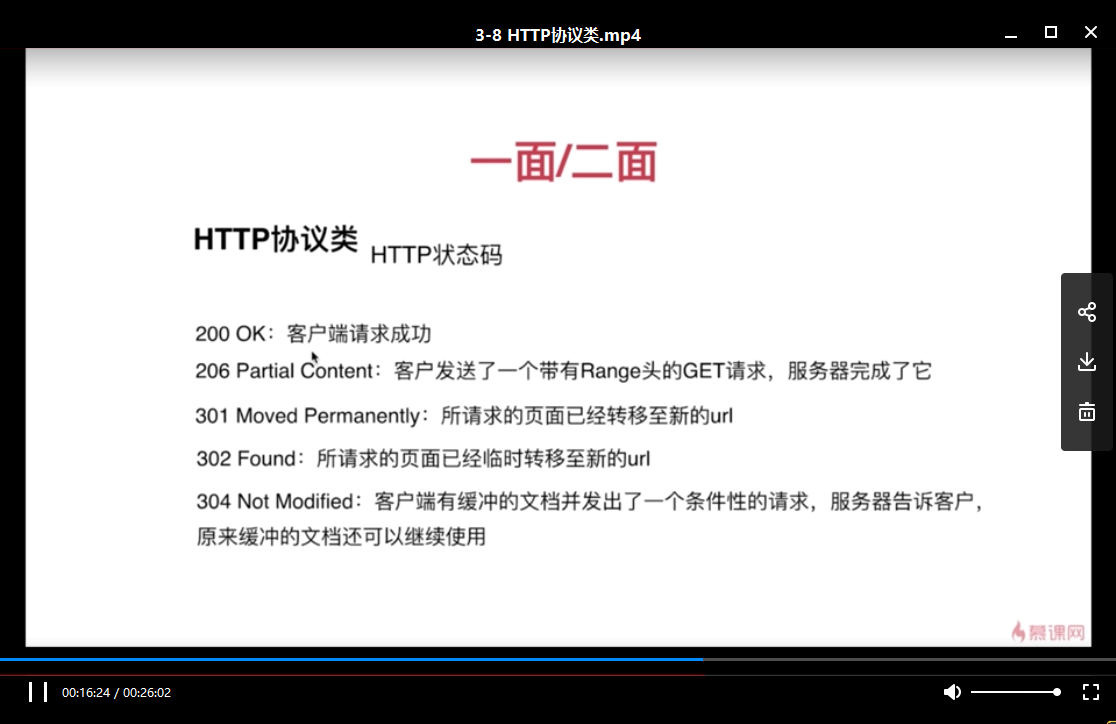 3-8 HTTP协议类.mp4
一面/二面
HTTP协议类 HTTP状态码
200 OK：客户端请求成功
206 Partial Content：客户发送了一个带有Range头的GET请求，服务器完成了它
301 Moved Permanently：所请求的页面已经转移至新的url
302 Found：所请求的页面已经临时转移至新的url
304 Not Modified：客户端有缓冲的文档并发出了一个条件性的请求，服务器告诉客户，
原来缓冲的文档还可以继续使用
慕课网
00:16:24 / 00:26:02